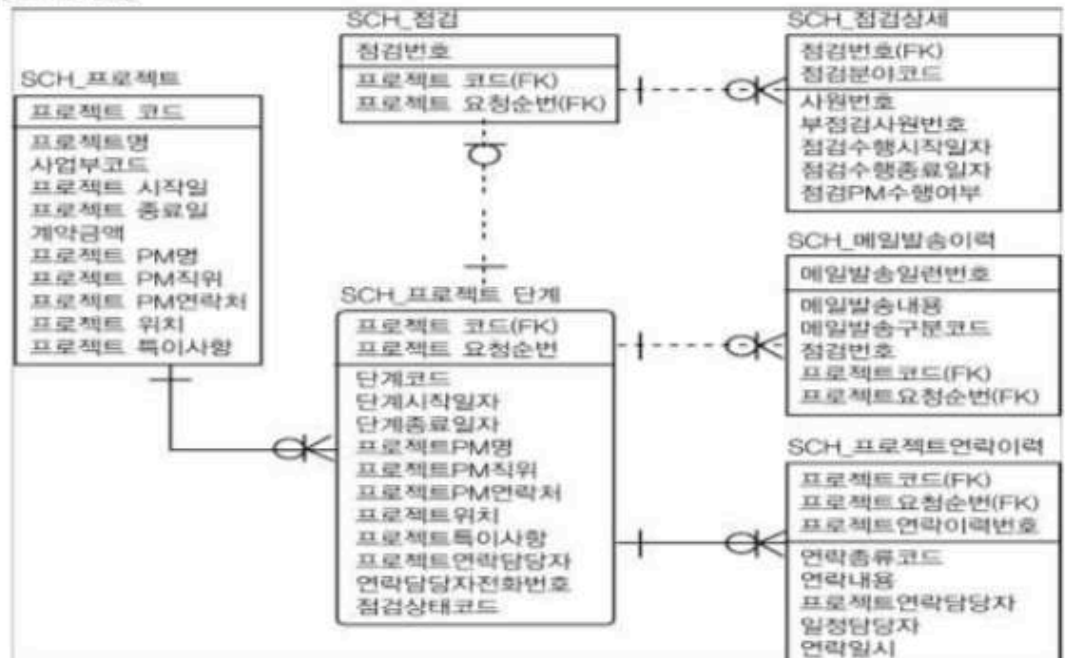 SCH_프로젝트
프로젝트 코드
프로젝트명
사업부코드
프로젝트 시작일
프로젝트 종료일
계약금액
프로젝트 PM명
프로젝트 PM직위
프로젝트 PM연락처
프로젝트 위치
프로젝트 특이사항
SCH_점검
점검번호
프로젝트 코드(FK)
프로젝트 요청순번(FK)
SCH_프로젝트 단계
프로젝트 코드(FK)
프로젝트 요청순번
단계코드
단계시작일자
단계종료일자
프로젝트PM명
프로젝트PM직위
프로젝트PM연락처
프로젝트위치
프로젝트특이사항
프로젝트연락담당자
연락담당자전화번호
점검상태코드
SCH_점검상세
점검번호(FK)
점검분야코드
사원번호
부점검사원번호
점검수행시작일자
점검수행종료일자
점검PM수행여부
SCH_메일발송이력
메일발송일련번호
메일발송내용
메일발송구분코드
점검번호
프로젝트코드(FK)
프로젝트요청순번(FK)
SCH_프로젝트연락이력
프로젝트코드(FK)
프로젝트요청순번(FK)
프로젝트연락이력번호
연락종류코드
연락내용
프로젝트연락담당자
일정담당자
연락일시